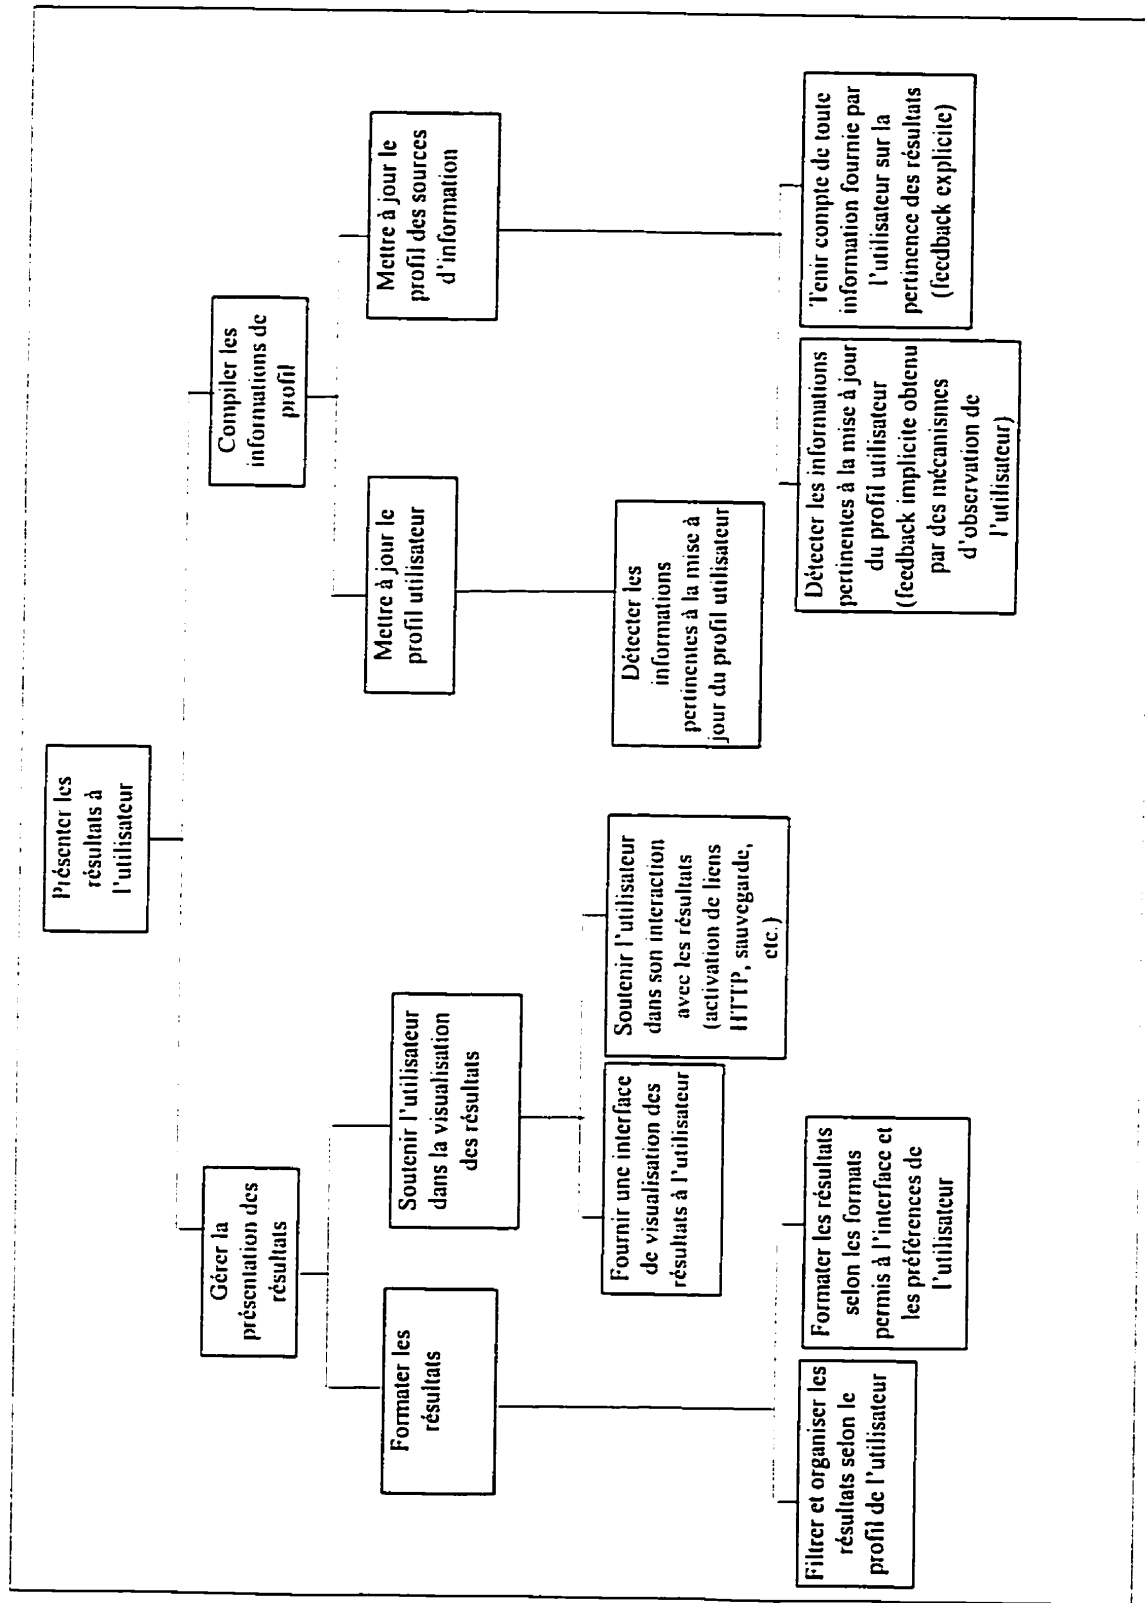 Présenter les
résultats à
l'utilisateur
Gérer la
présentation des
résultats
Compiler les
informations de
profil
Formater les
résultats
Soutenir l'utilisateur
dans la visualisation
des résultats
Mettre à jour le
profil utilisateur
Mettre à jour le
profil des sources
d'information
Fournir une interface
de visualisation des
résultats à l'utilisateur
Soutenir l'utilisateur
dans son interaction
avec les résultats
(activation de liens
HTTP, sauvegarde,
etc.)
Détecter les
informations
pertinentes à la mise à
jour du profil utilisateur
Filtrer et organiser les
résultats selon le
profil de l'utilisateur
Formater les résultats
selon les formats
permis à l'interface et
les préférences de
l'utilisateur
Détecter les informations
pertinentes à la mise à jour
du profil utilisateur
(feedback implicite obtenu
par des mécanismes
d'observation de
l'utilisateur)
Tenir compte de toute
information fournie par
l'utilisateur sur la
pertinence des résultats
(feedback explicite)